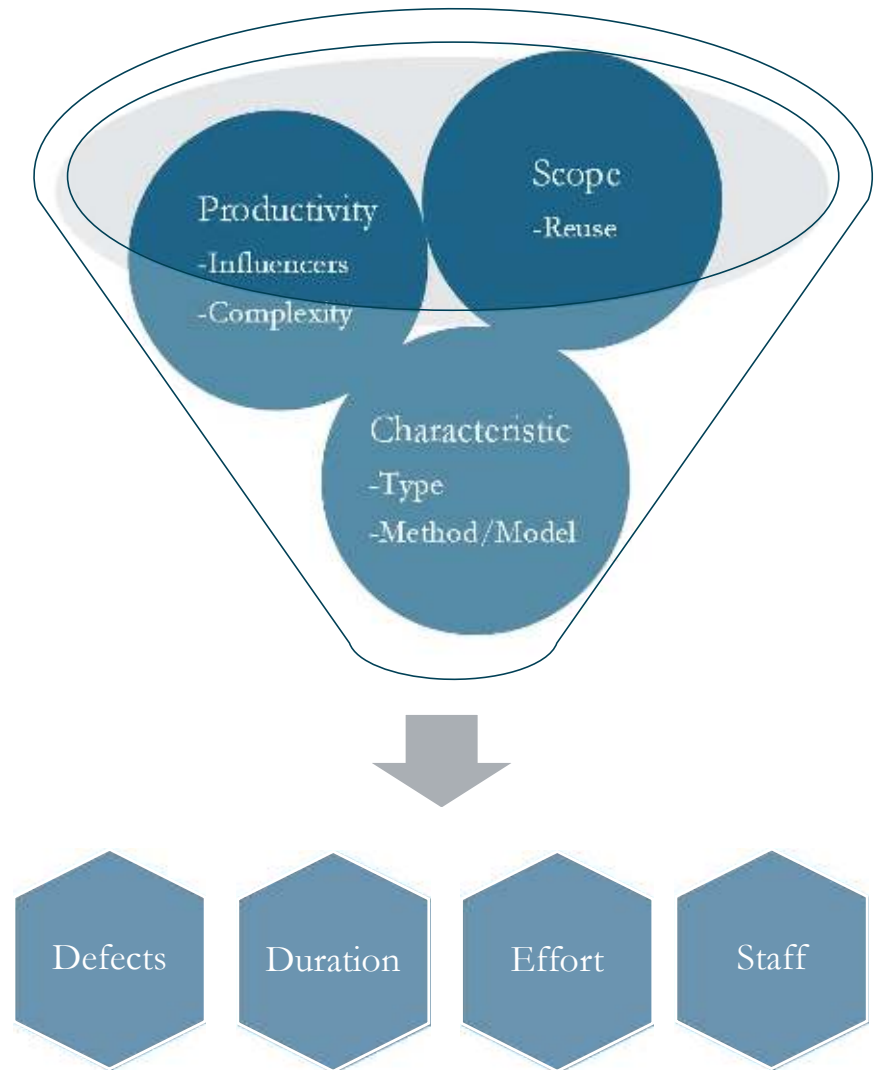 Scope
-Reuse
Productivity
-Influencers
-Complexity
Characteristic
-Type
-Method/Model
Defects
Duration
Effort
Staff